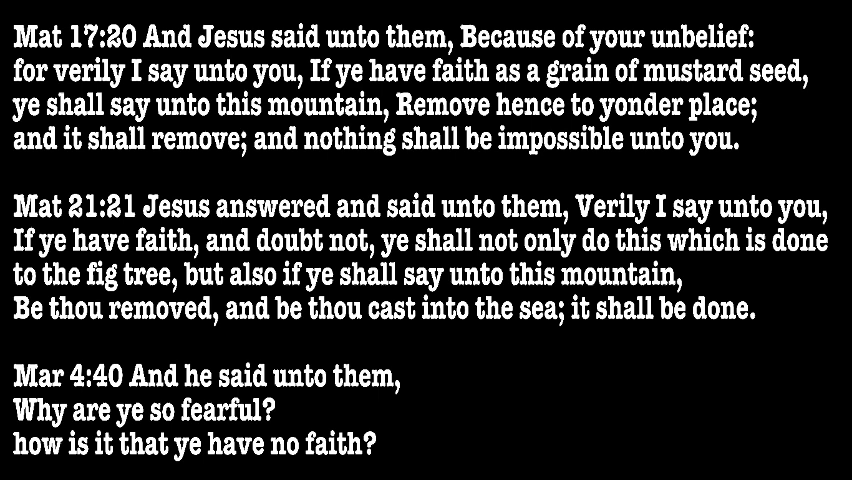 Mat 17:20 And Jesus said unto them, Because of your unbelief:
for verily I say unto you, If ye have faith as a grain of mustard seed,
ye shall say unto this mountain, Remove hence to yonder place;
and it shall remove; and nothing shall be impossible unto you.
Mat 21:21 Jesus answered and said unto them, Verily I say unto you,
If ye have faith, and doubt not, ye shall not only do this which is done
to the fig tree, but also if ye shall say unto this mountain,
Be thou removed, and be thou cast into the sea; it shall be done.
Mar 4:40 And he said unto them,
Why are ye so fearful?
how is it that ye have no faith?